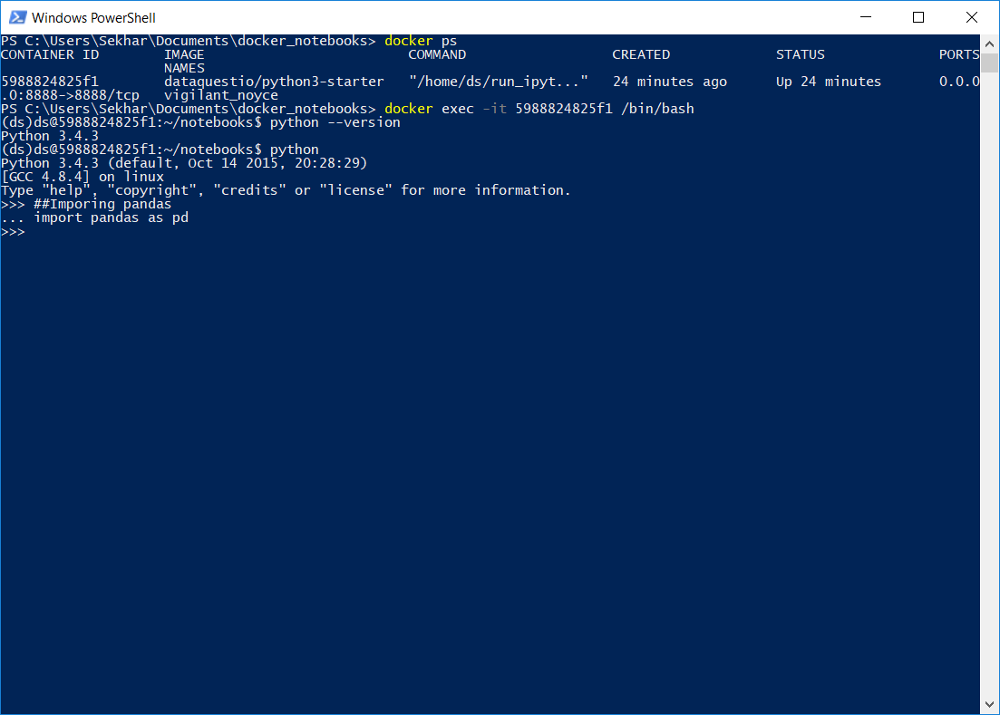 Windows PowerShell
PS C:\Users\Sekhar\Documents\docker_notebooks> docker ps
CONTAINER ID        IMAGE                         COMMAND                  CREATED             STATUS              PORTS
                    NAMES
5988824825f1        dataquestio/python3-starter   "/home/ds/run_ipyt..."   24 minutes ago      Up 24 minutes       0.0.0
.0:8888->8888/tcp   vigilant_noyce
PS C:\Users\Sekhar\Documents\docker_notebooks> docker exec -it 5988824825f1 /bin/bash
(ds)ds@5988824825f1:~/notebooks$ python --version
Python 3.4.3
(ds)ds@5988824825f1:~/notebooks$ python
Python 3.4.3 (default, Oct 14 2015, 20:28:29)
[GCC 4.8.4] on linux
Type "help", "copyright", "credits" or "license" for more information.
>>> ##Imporing pandas
... import pandas as pd
>>>